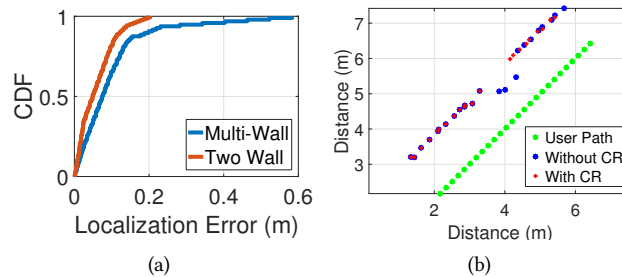 1
0.5
0
CDF
0
0.2
0.4
0.6
Localization Error (m)
Multi-Wall
Two Wall
(a)
7
6
5
4
3
Distance (m)
2
4
6
Distance (m)
User Path
Without CR
With CR
(b)